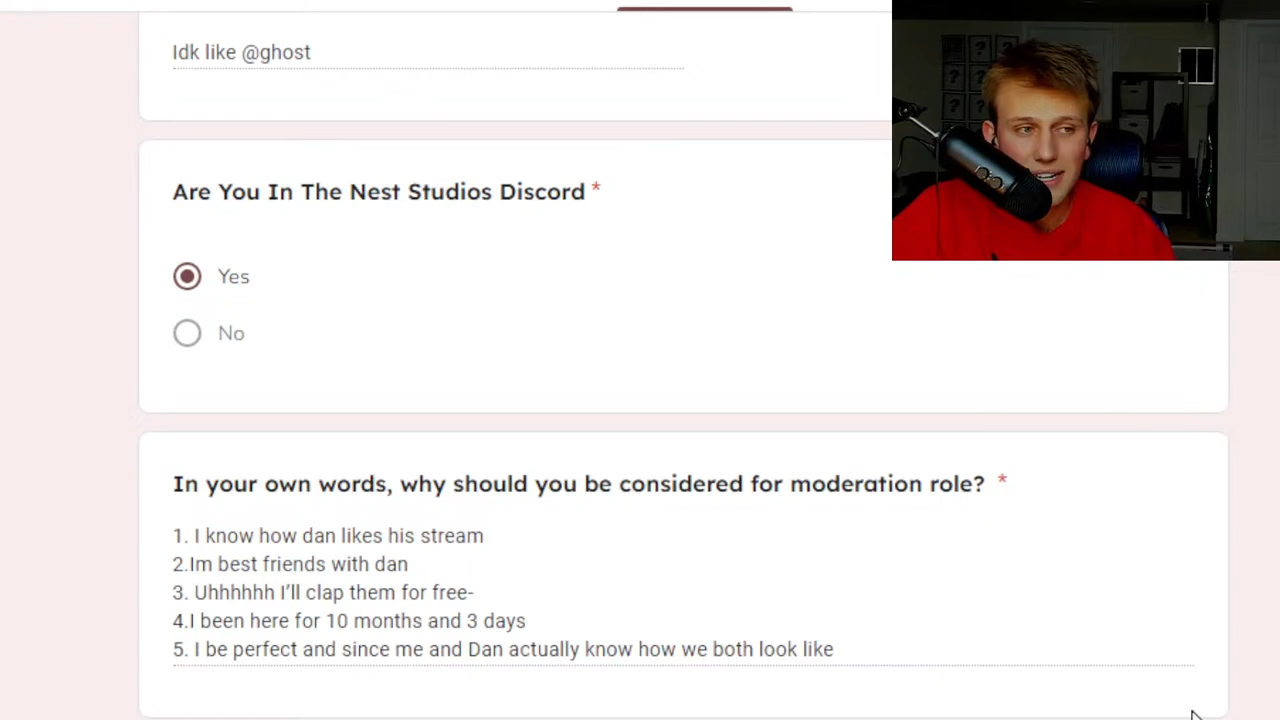 Idk like @ghost
Are You In The Nest Studios Discord *
Yes
No
In your own words, why should you be considered for moderation role? *
1. I know how dan likes his stream
2.Im best friends with dan
3. Uhhhhhh I'll clap them for free-
4.I been here for 10 months and 3 days
5. I be perfect and since me and Dan actually know how we both look like